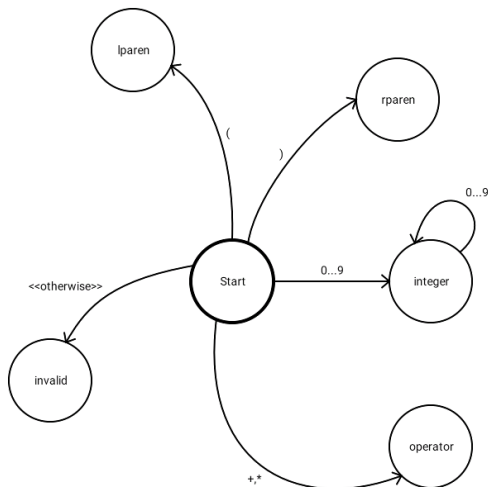 lparen
rparen
(
)
0...9
Start
0...9
integer
<<otherwise>>
invalid
operator
+,*